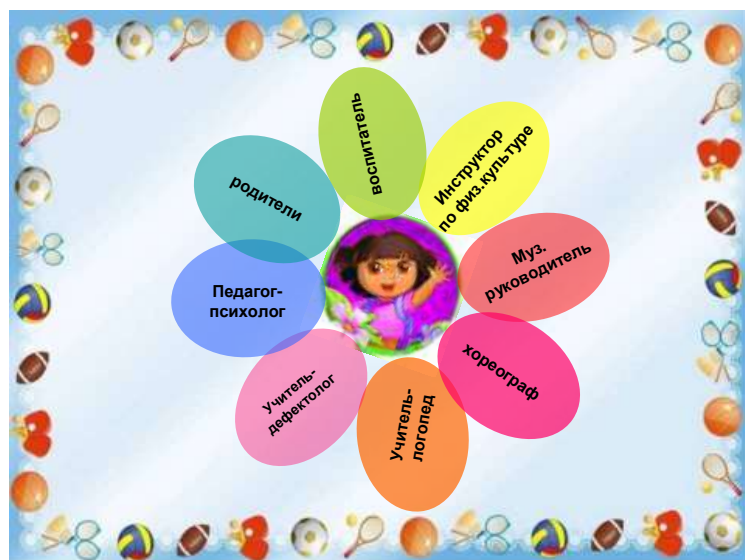 воспитатель
Инструктор
по физ.культуре
Муз.
руководитель
хореограф
Учитель-
логопед
Учитель-
дефектолог
Педагог-
психолог
родители